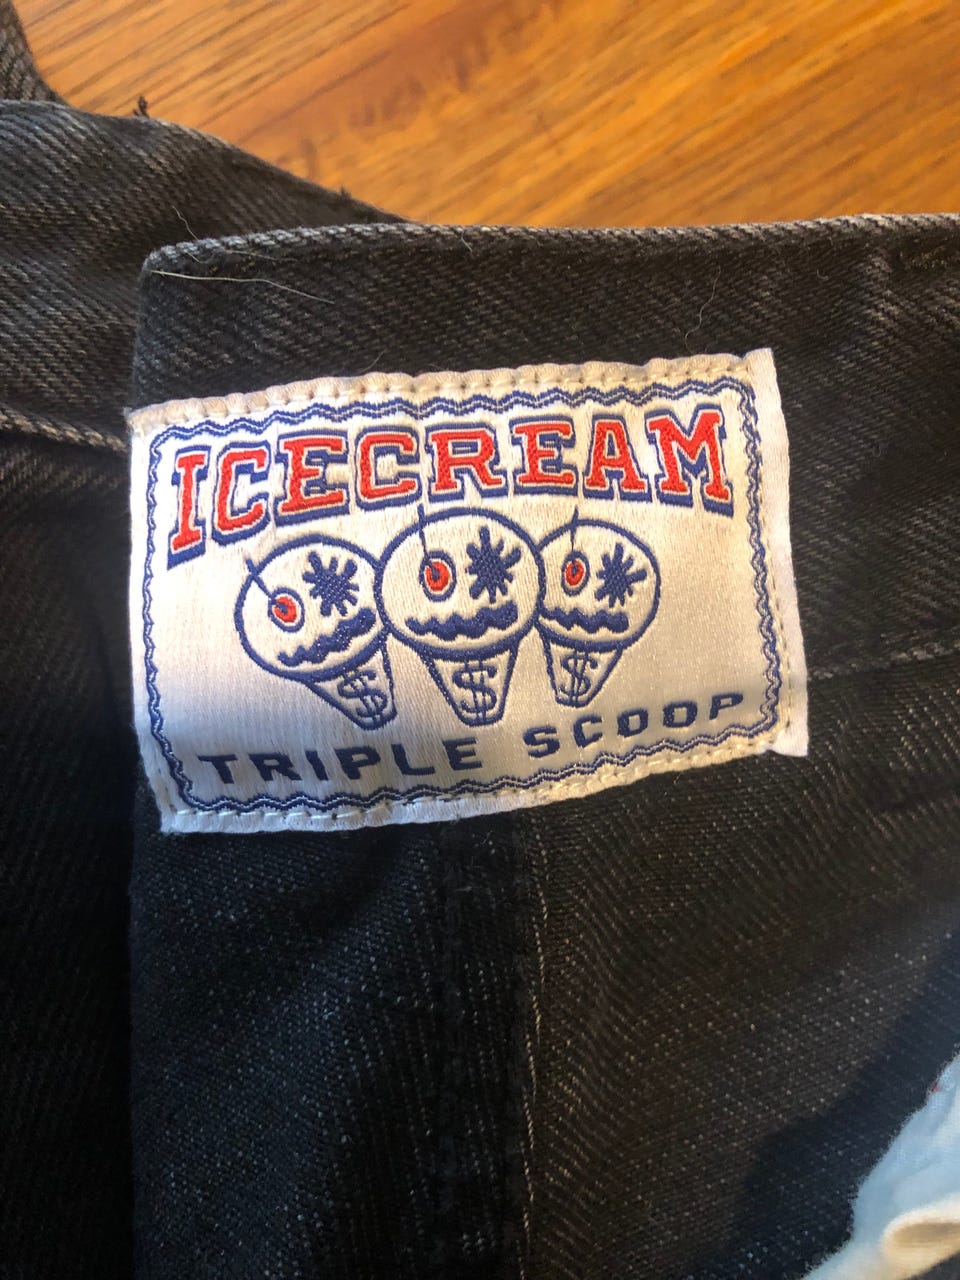 ICECREAM
$ $ $
TRIPLE SCOOP